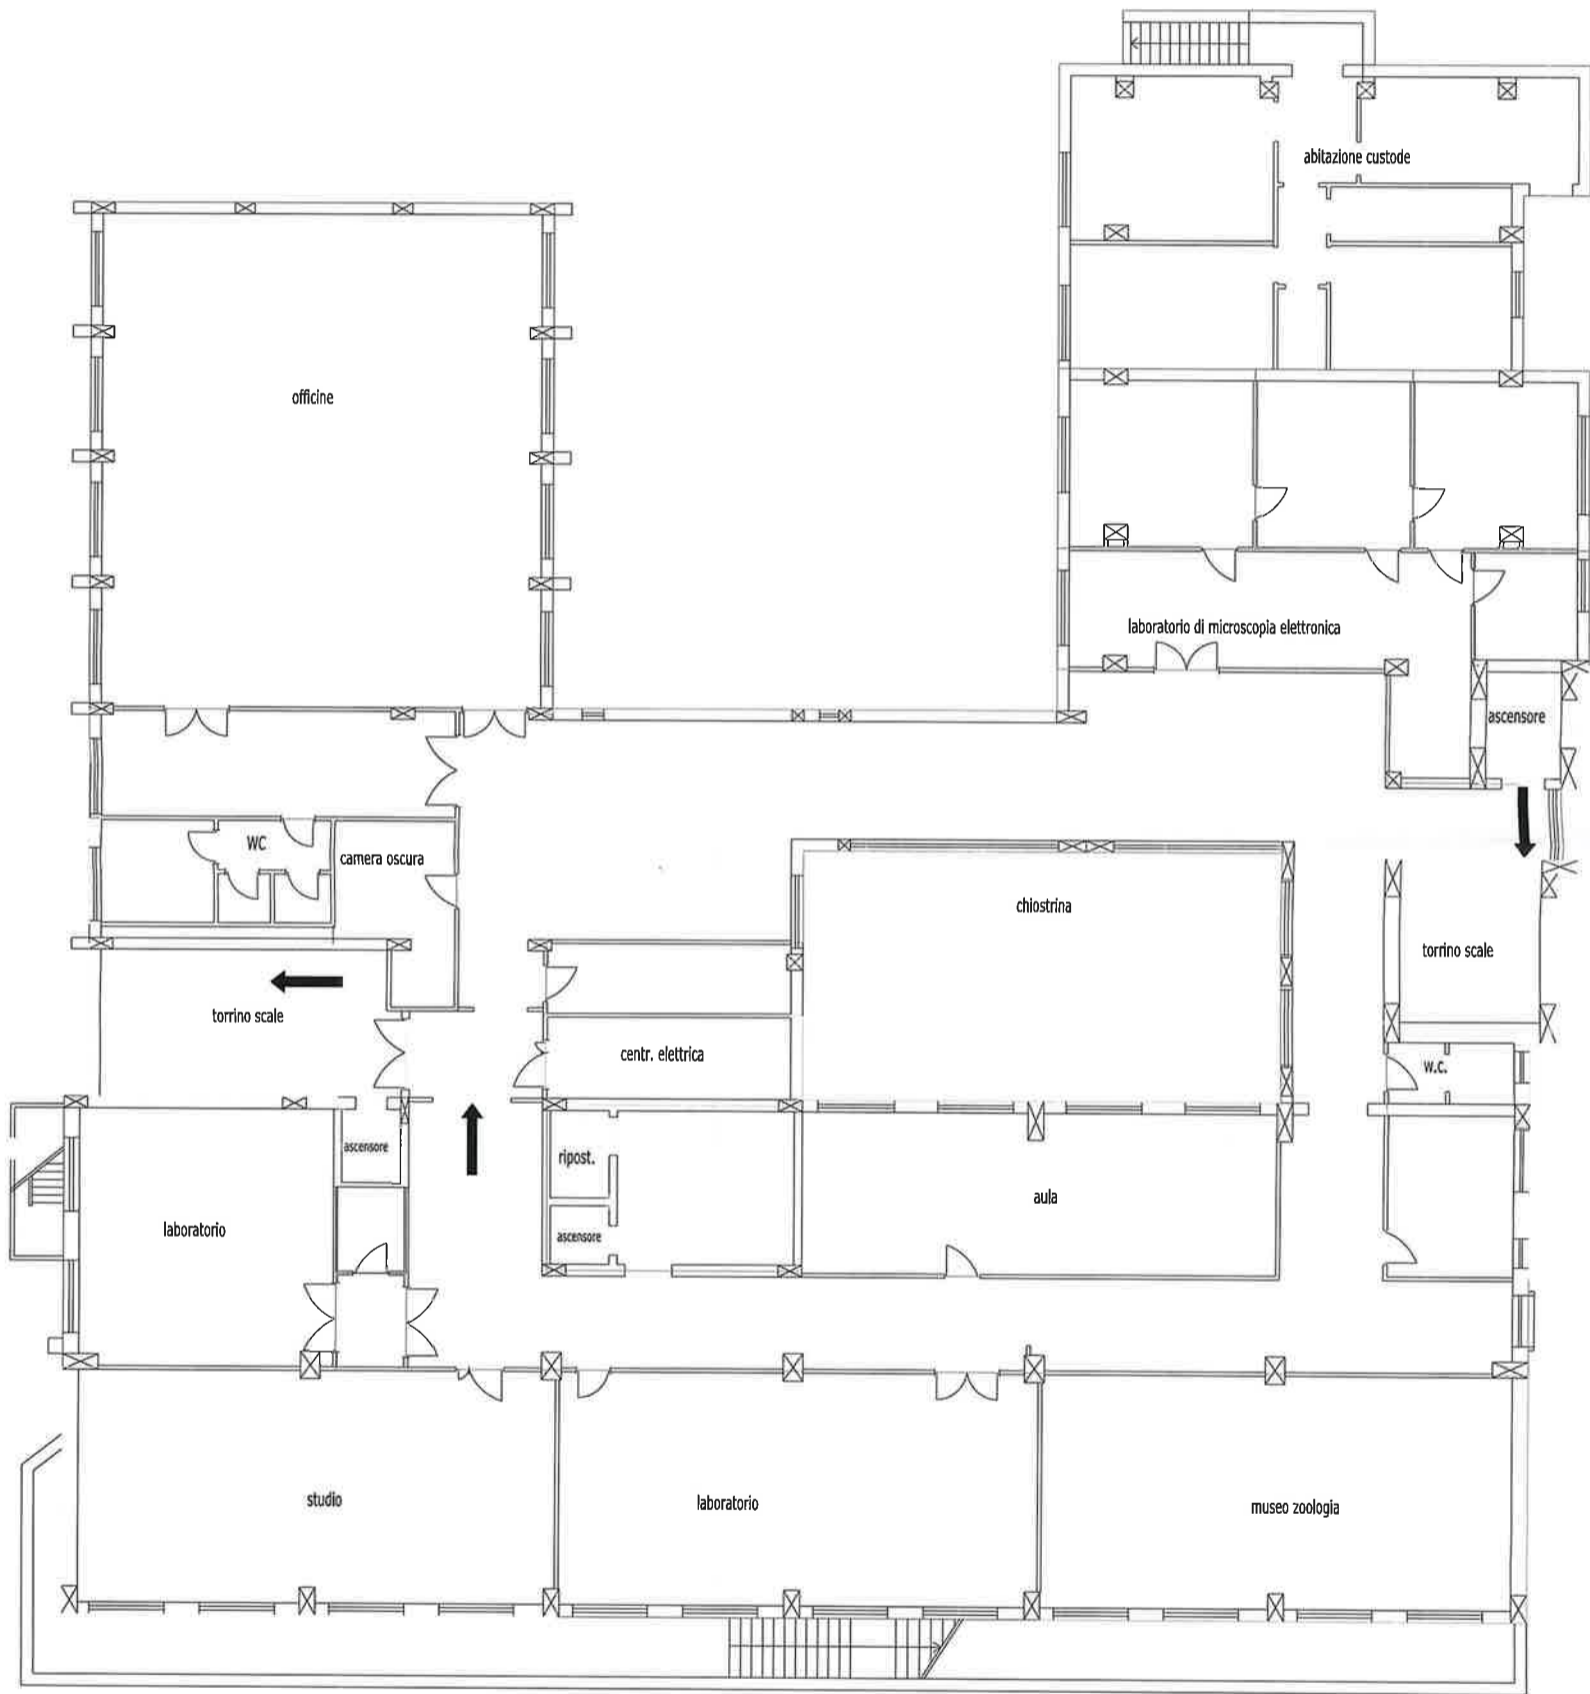 abitazione custode
officine
laboratorio di microscopia elettronica
ascensore
WC
camera oscura
chiostrina
torrino scale
torrino scale
centr. elettrica
w.c.
ascensore
ripost.
aula
laboratorio
ascensore
studio
laboratorio
museo zoologia